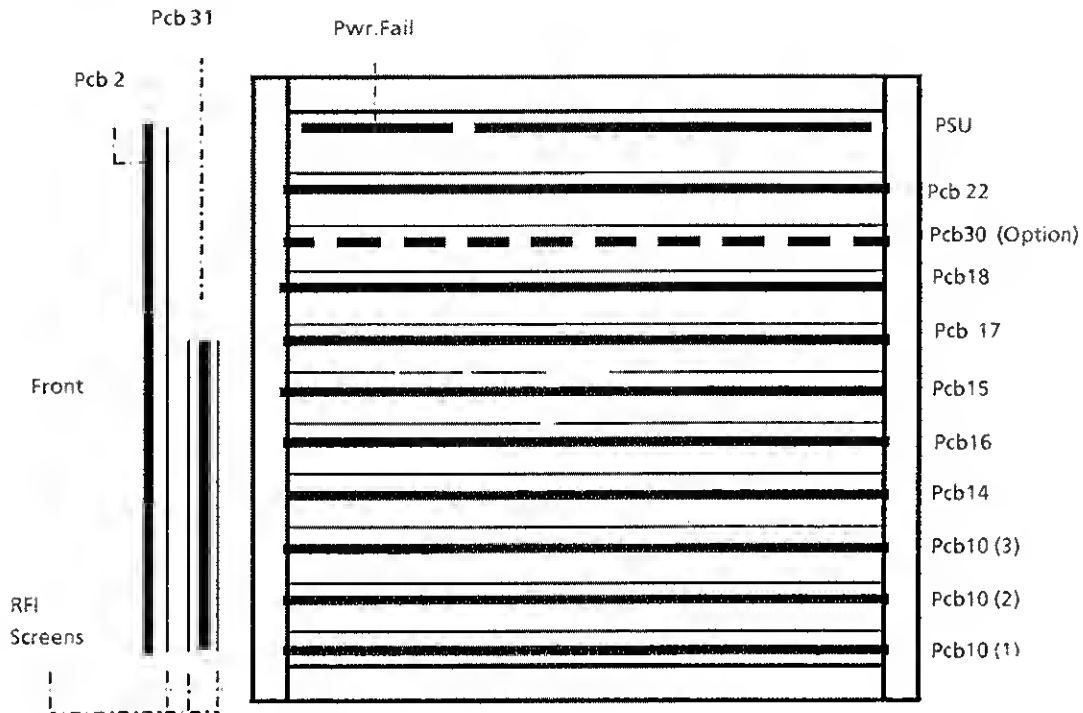 Pcb 31
Pwr.Fail
Pcb 2
PSU
Pcb 22
Pcb30 (Option)
Pcb18
Pcb 17
Front
Pcb15
Pcb16
Pcb14
Pcb10 (3)
RFI
Screens
Pcb10 (2)
Pcb10 (1)